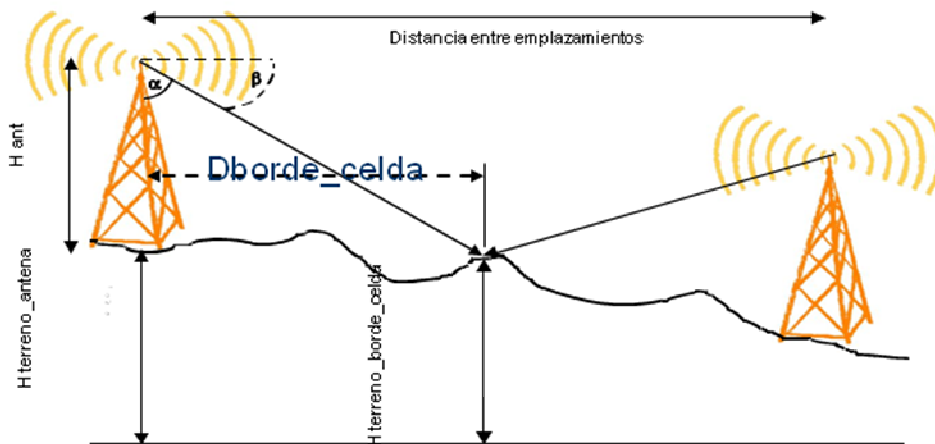 Distancia entre emplazamientos
α
β
H ant
Dborde_celda
H terreno_antena
H terreno_borde_celda